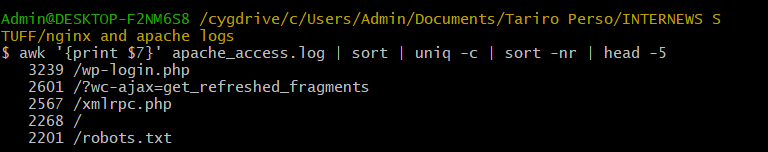 Admin@DESKTOP-F2NM6S8 /cygdrive/c/Users/Admin/Documents/Tariro Perso/INTERNEWS S
TUFF/nginx and apache logs
$ awk '{print $7}' apache_access.log | sort | uniq -c | sort -nr | head -5
3239 /wp-login.php
2601 /?wc-ajax=get_refreshed_fragments
2567 /xmlrpc.php
2268 /
2201 /robots.txt